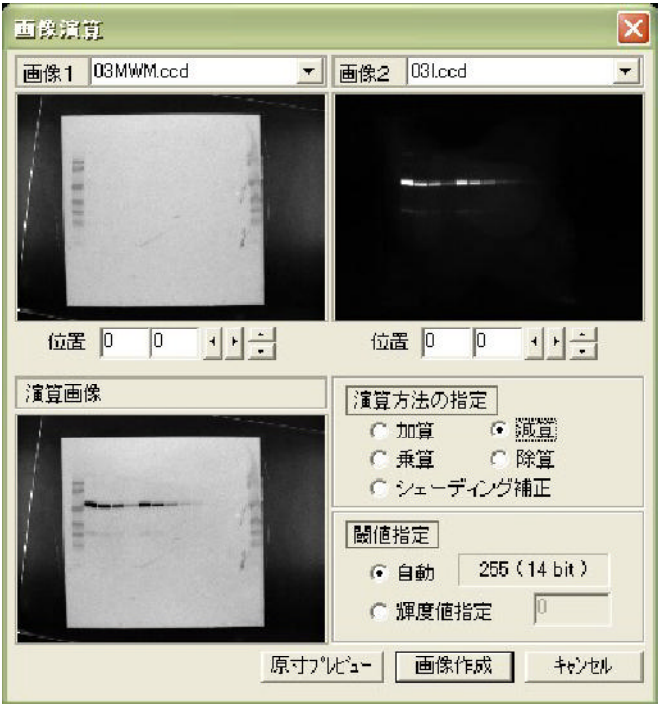 画像演算
画像1 03MWM.ccd 画像2 03I.ccd
位置 0 0 位置 0 0
演算画像
演算方法の指定
加算 減算
乗算 除算
シェーディング補正
閾値指定
自動 255 ( 14 bit )
輝度値指定 0
原寸プレビュー 画像作成 キャンセル